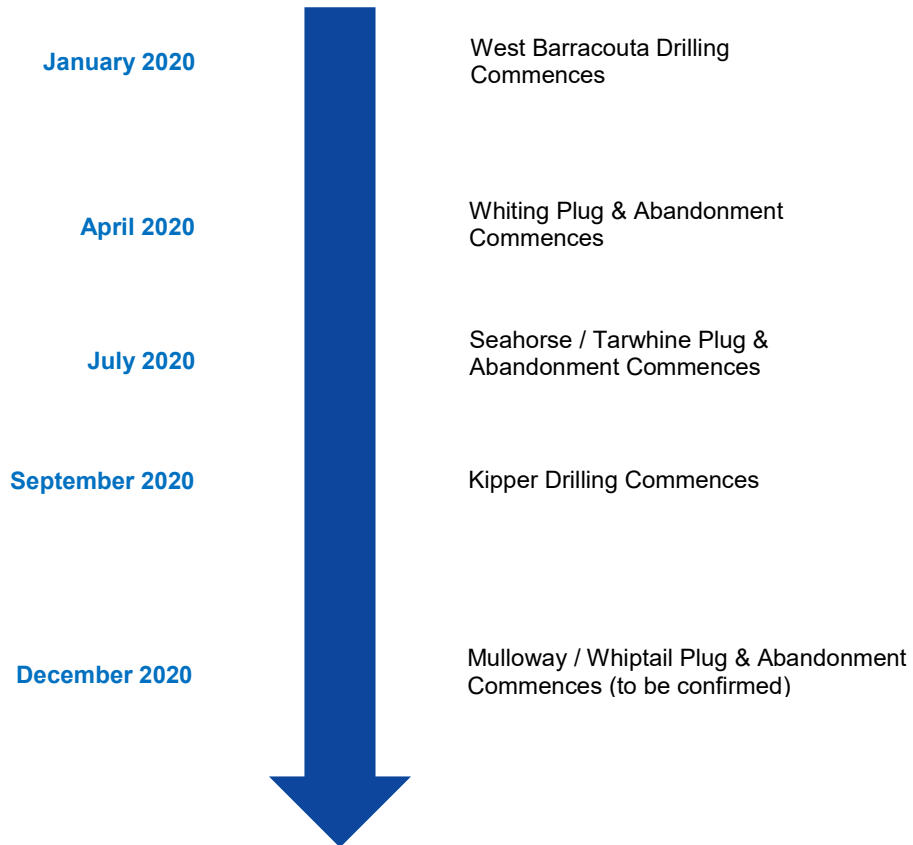 January 2020
West Barracouta Drilling
Commences
April 2020
Whiting Plug & Abandonment
Commences
July 2020
Seahorse / Tarwhine Plug &
Abandonment Commences
September 2020
Kipper Drilling Commences
December 2020
Mulloway / Whiptail Plug & Abandonment
Commences (to be confirmed)